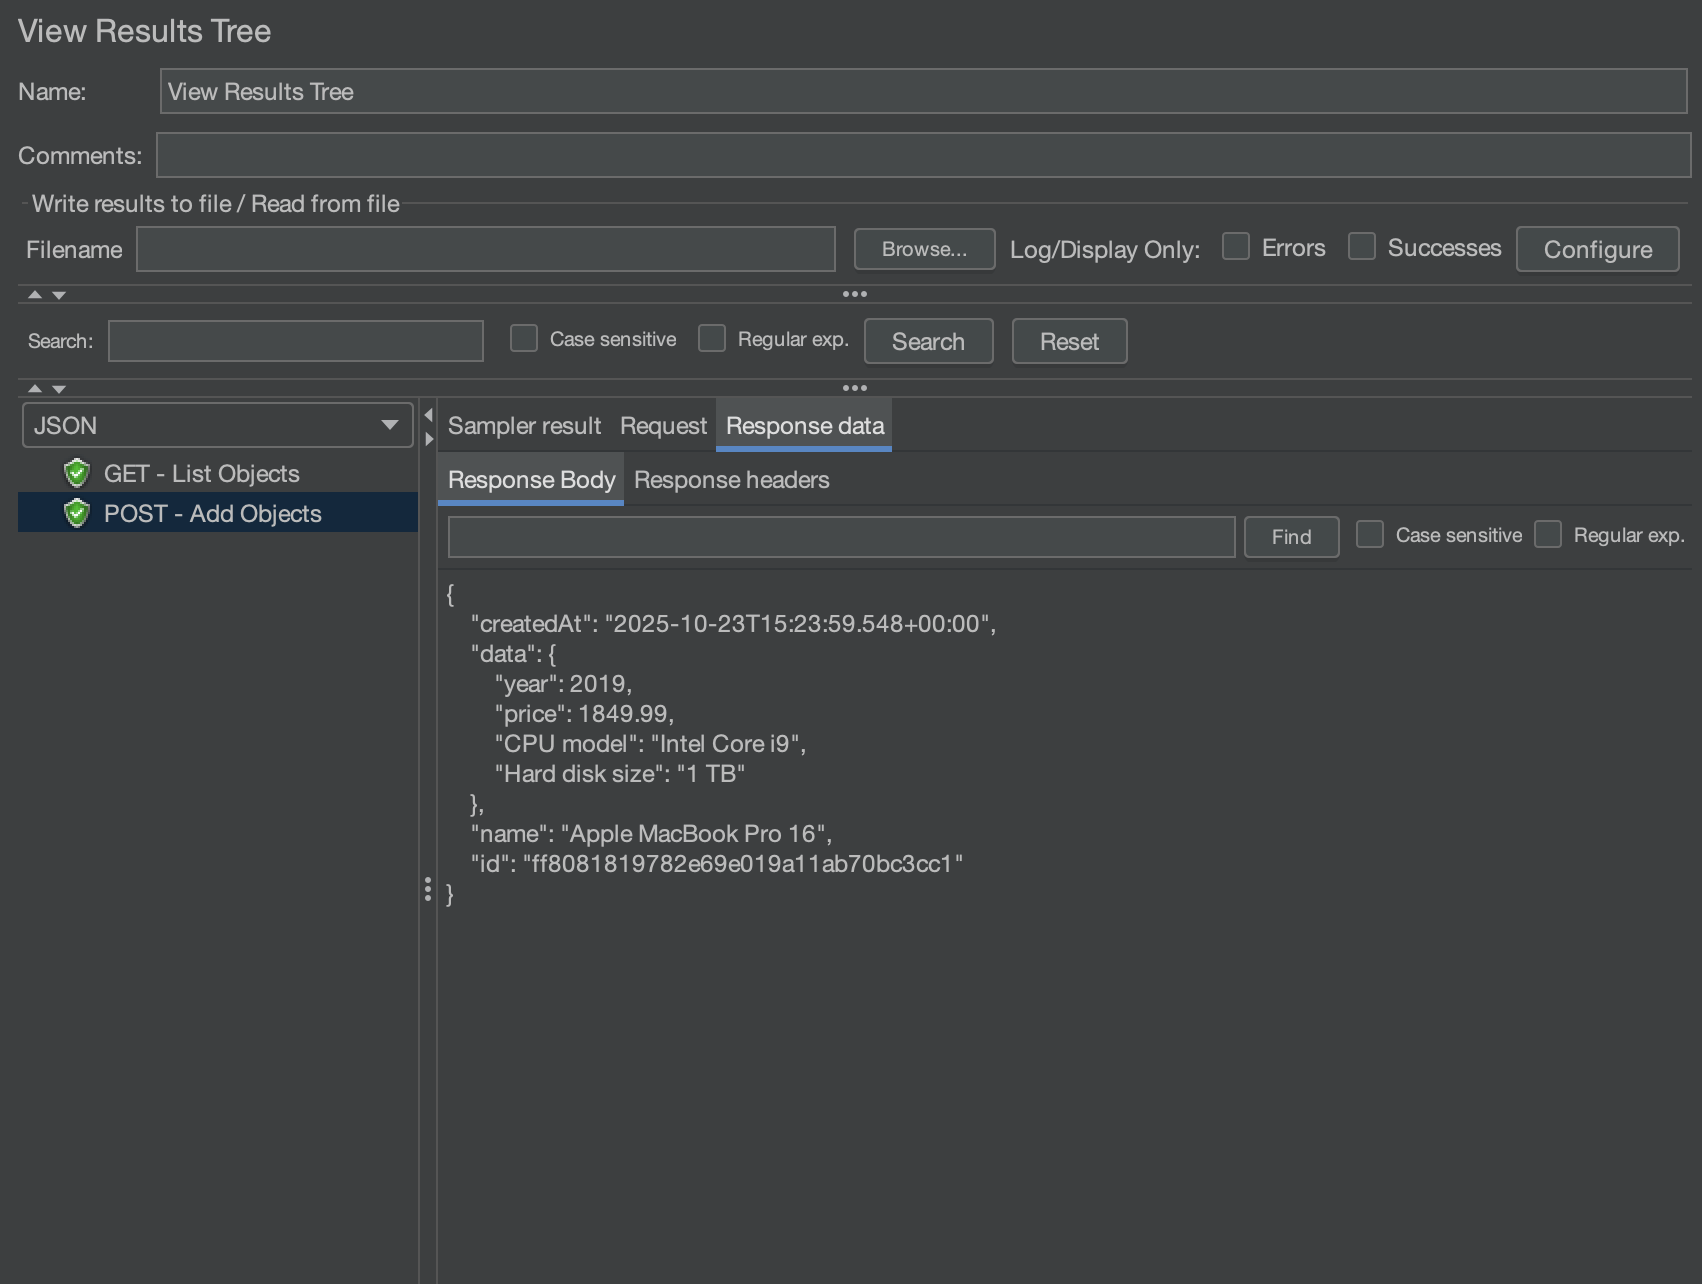 View Results Tree
Name: View Results Tree
Comments:
Write results to file / Read from file
Filename Browse... Log/Display Only: Errors Successes Configure
Search: Case sensitive Regular exp. Search Reset
JSON
GET - List Objects
POST - Add Objects
Sampler result Request Response data
Response Body Response headers
Find Case sensitive Regular exp.
{
    "createdAt": "2025-10-23T15:23:59.548+00:00",
    "data": {
        "year": 2019,
        "price": 1849.99,
        "CPU model": "Intel Core i9",
        "Hard disk size": "1 TB"
    },
    "name": "Apple MacBook Pro 16",
    "id": "ff8081819782e69e019a11ab70bc3cc1"
}